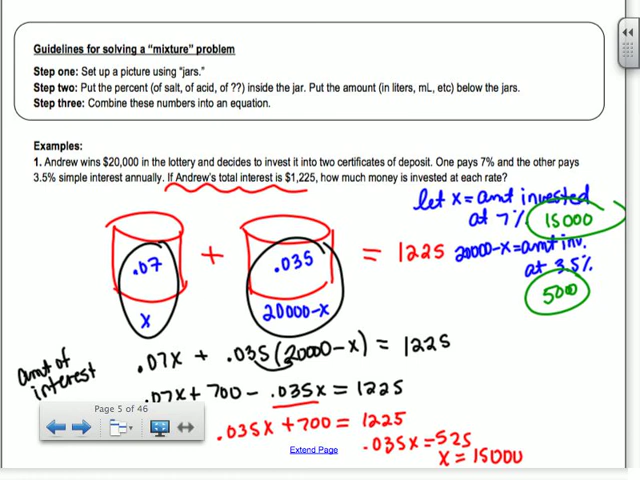 Guidelines for solving a “mixture” problem
Step one: Set up a picture using “jars.”
Step two: Put the percent (of salt, of acid, of ??) inside the jar. Put the amount (in liters, mL, etc) below the jars.
Step three: Combine these numbers into an equation.
Examples:
1. Andrew wins $20,000 in the lottery and decides to invest it into two certificates of deposit. One pays 7% and the other pays
3.5% simple interest annually. If Andrew's total interest is $1,225, how much money is invested at each rate?
let x = amt invested
at 7% 15000
.07 + .035 = 1225
20000-x = amt inv.
at 3.5%
5000
x 20000-x
amt of
interest
.07x + .035(20000-x) = 1225
.07x + 700 - .035x = 1225
.035x + 700 = 1225
.035x = 525
x = 15000
Page 5 of 46
Extend Page